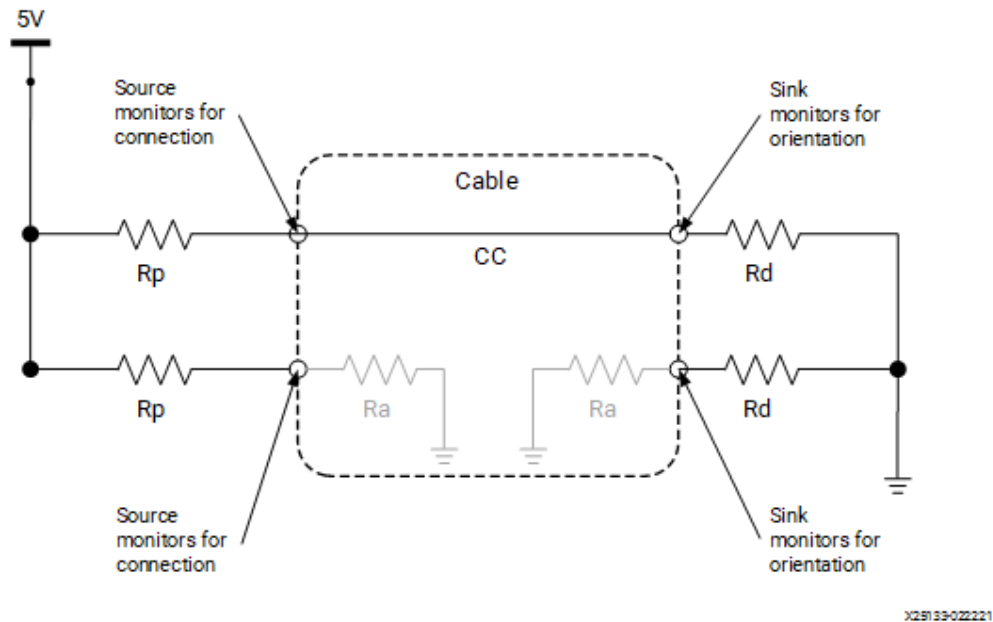 5V
Source
monitors for
connection
Sink
monitors for
orientation
Cable
CC
Rp
Rd
Rp
Ra
Ra
Rd
Source
monitors for
connection
Sink
monitors for
orientation
X25133-022221